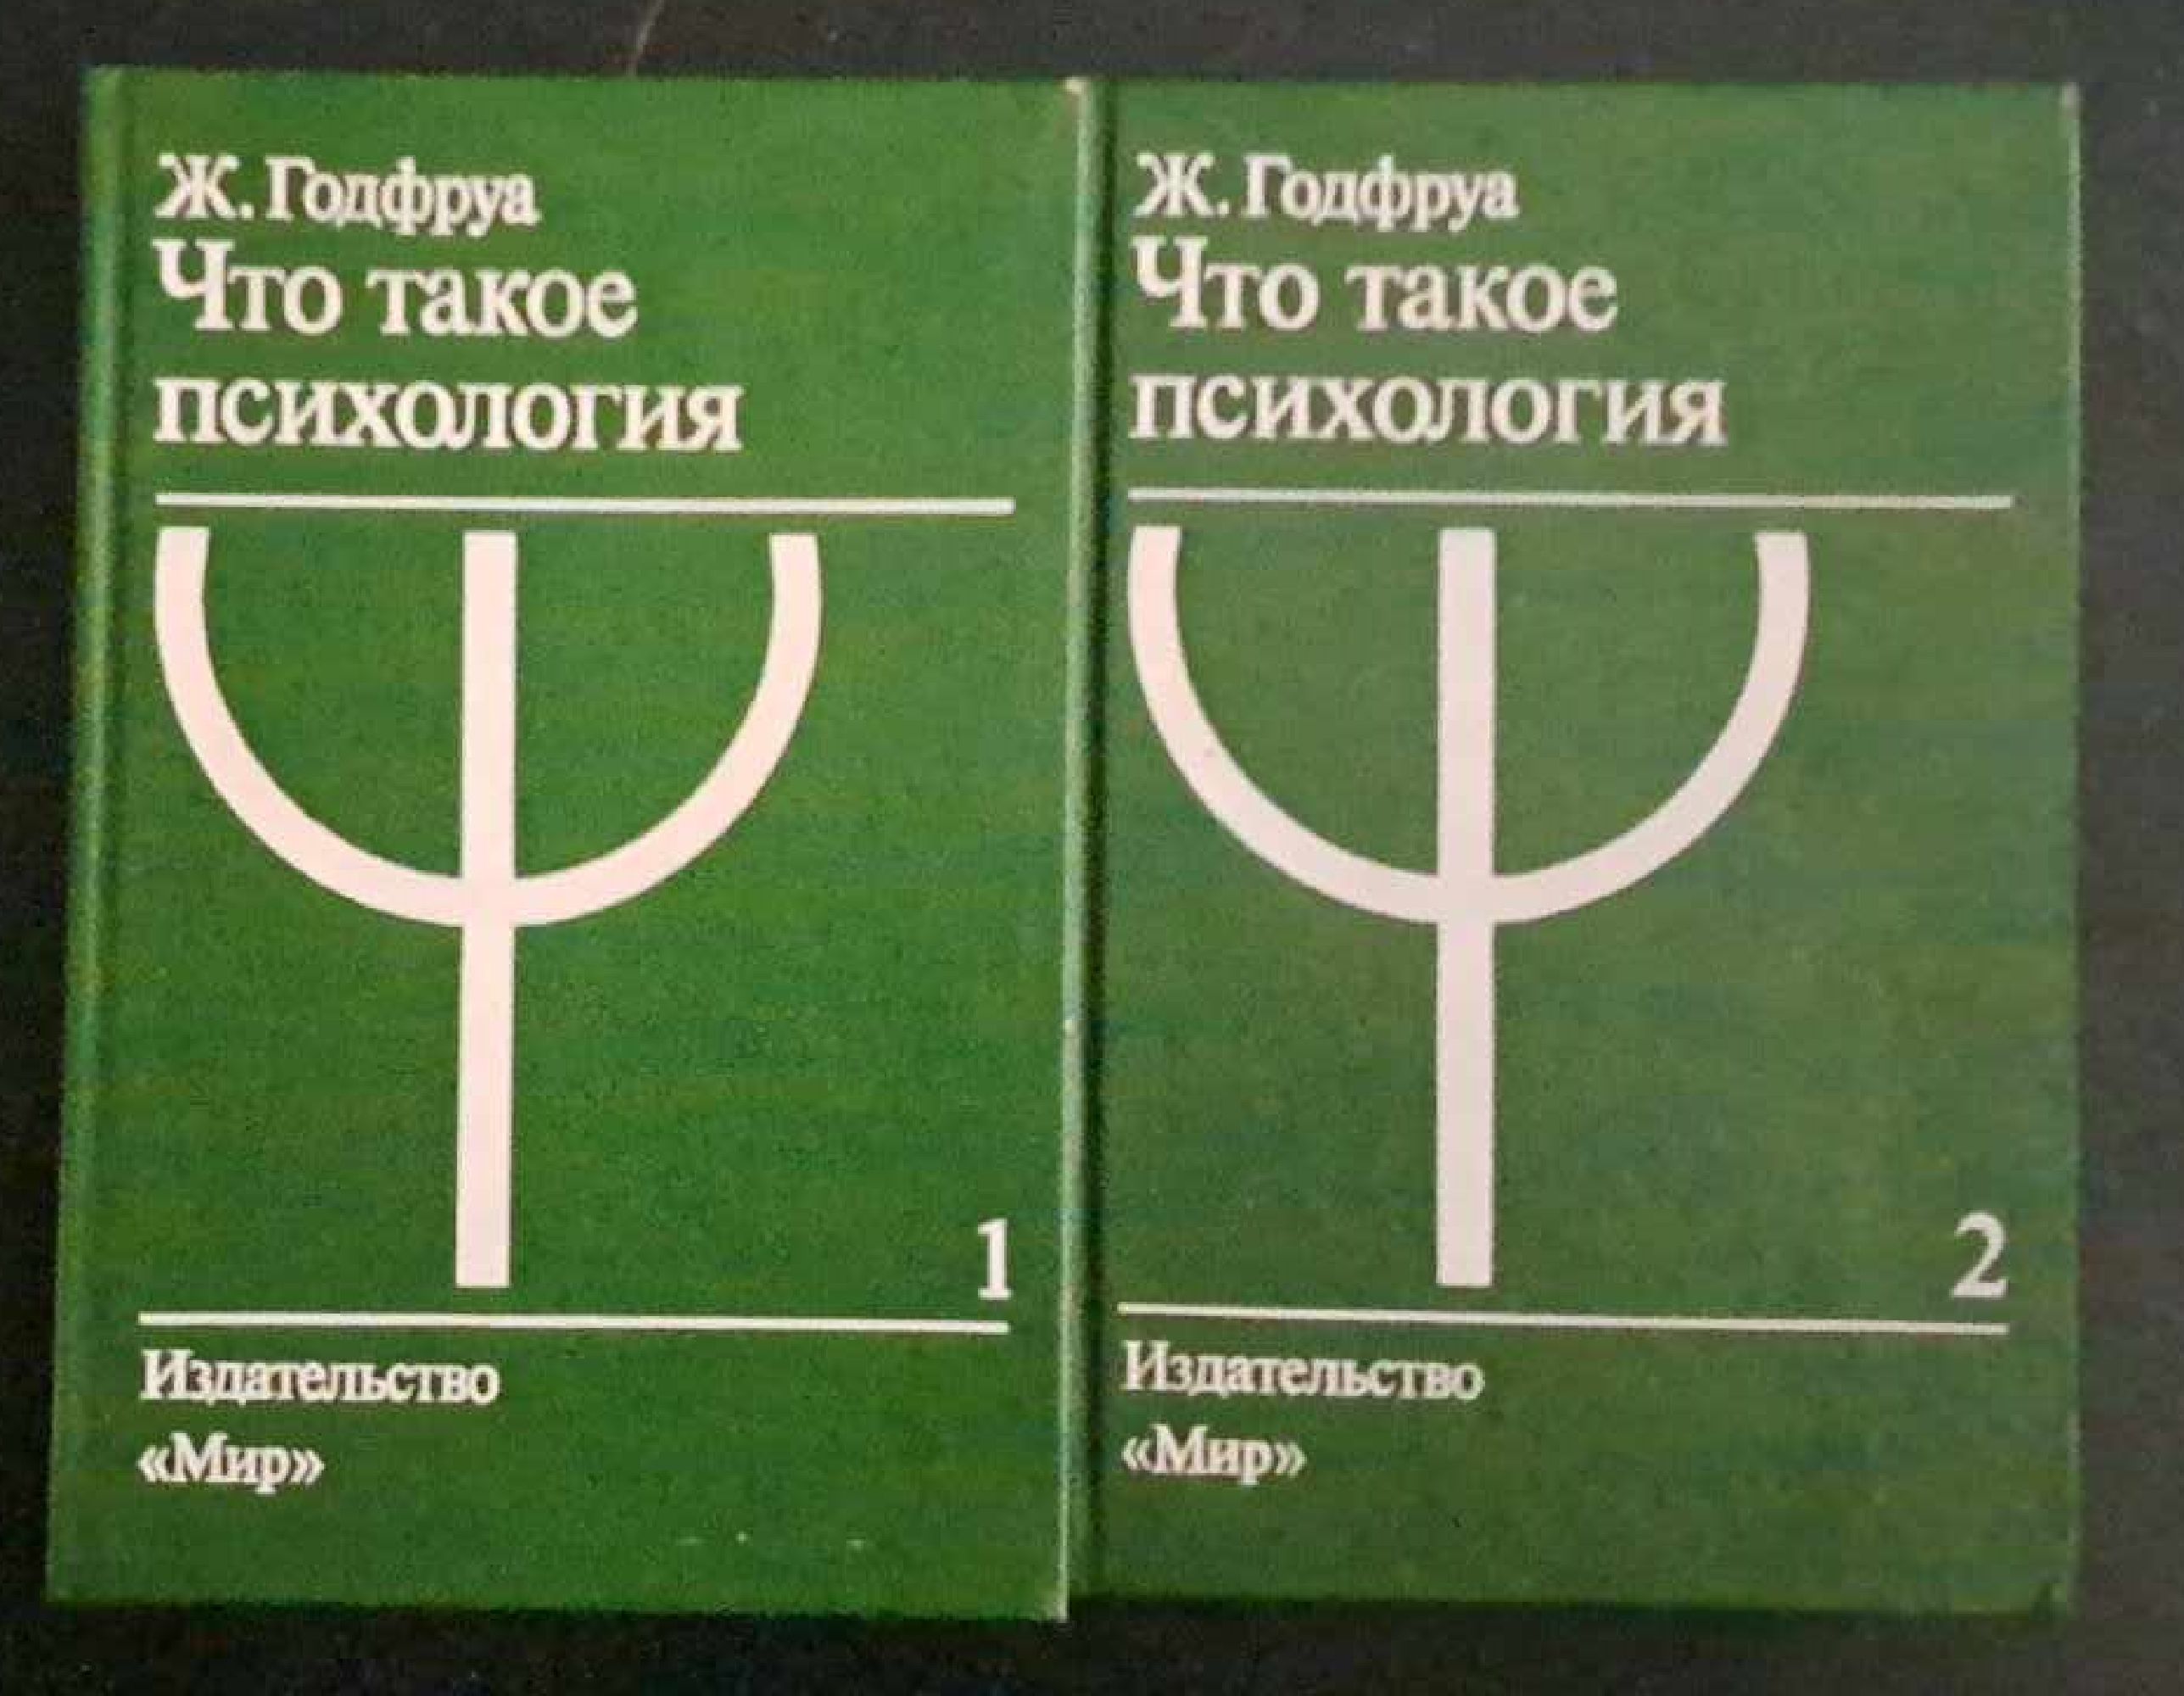 Ж. Годфруа
Что такое
психология
1
Издательство
«Мир»
Ж. Годфруа
Что такое
психология
2
Издательство
«Мир»